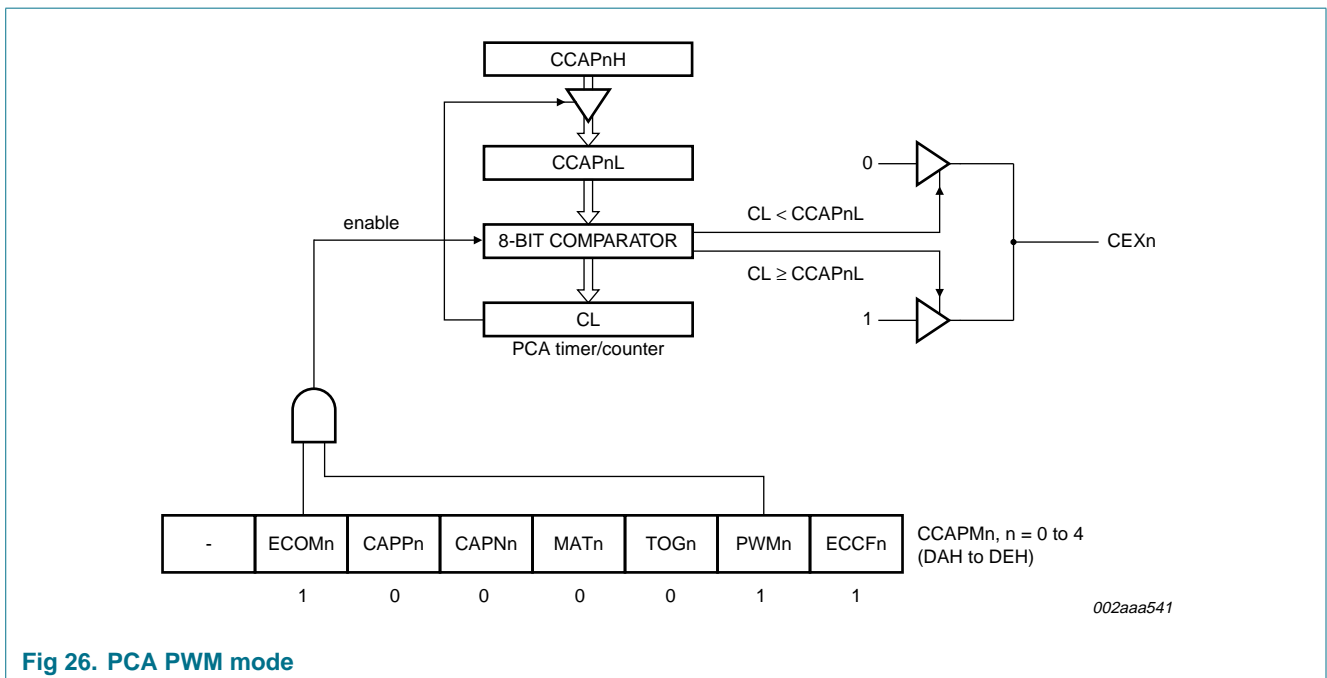 CCAPnH
CCAPnL
0
CL < CCAPnL
enable
8-BIT COMPARATOR
CEXn
CL ≥ CCAPnL
CL
1
PCA timer/counter
- ECOMn CAPPn CAPNn MATn TOGn PWMn ECCFn
CCAPMn, n = 0 to 4
(DAH to DEH)
1 0 0 0 0 1 1
002aaa541
Fig 26. PCA PWM mode